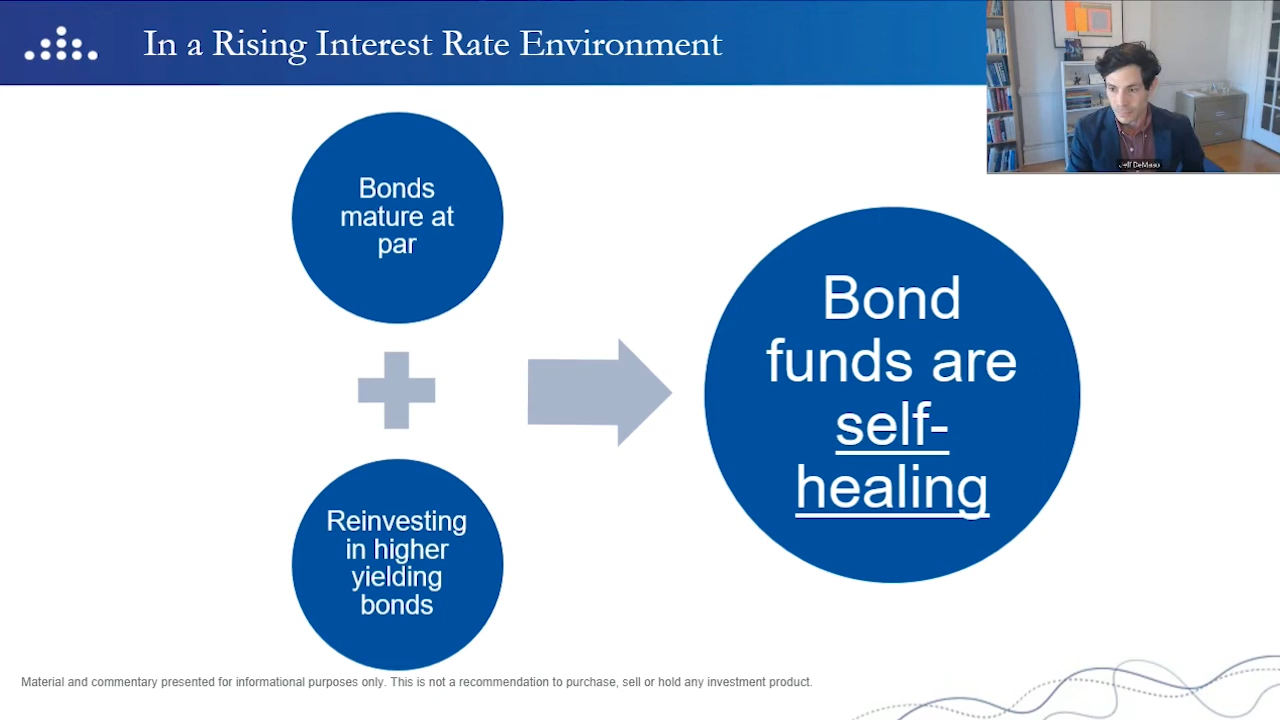 In a Rising Interest Rate Environment
Jeff DeMaso
Bonds
mature at
par
Reinvesting
in higher
yielding
bonds
Bond
funds are
self-
healing
Material and commentary presented for informational purposes only. This is not a recommendation to purchase, sell or hold any investment product.